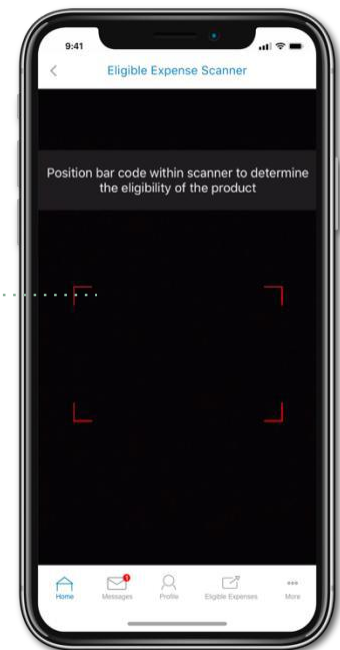 9:41
Eligible Expense Scanner
Position bar code within scanner to determine
the eligibility of the product
1
Home
Messages
Profile
Eligible Expenses
More